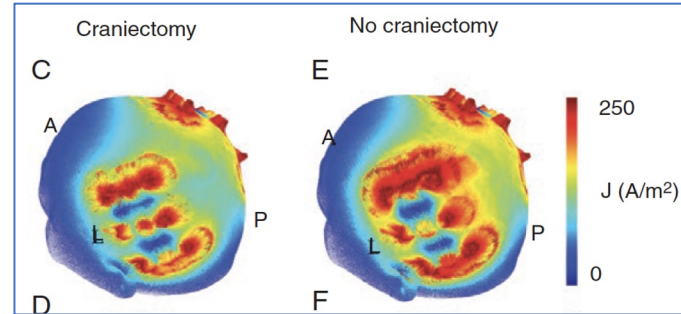 Craniectomy
No craniectomy
C
E
A
A
250
J (A/m²)
P
P
L
L
0
D
F